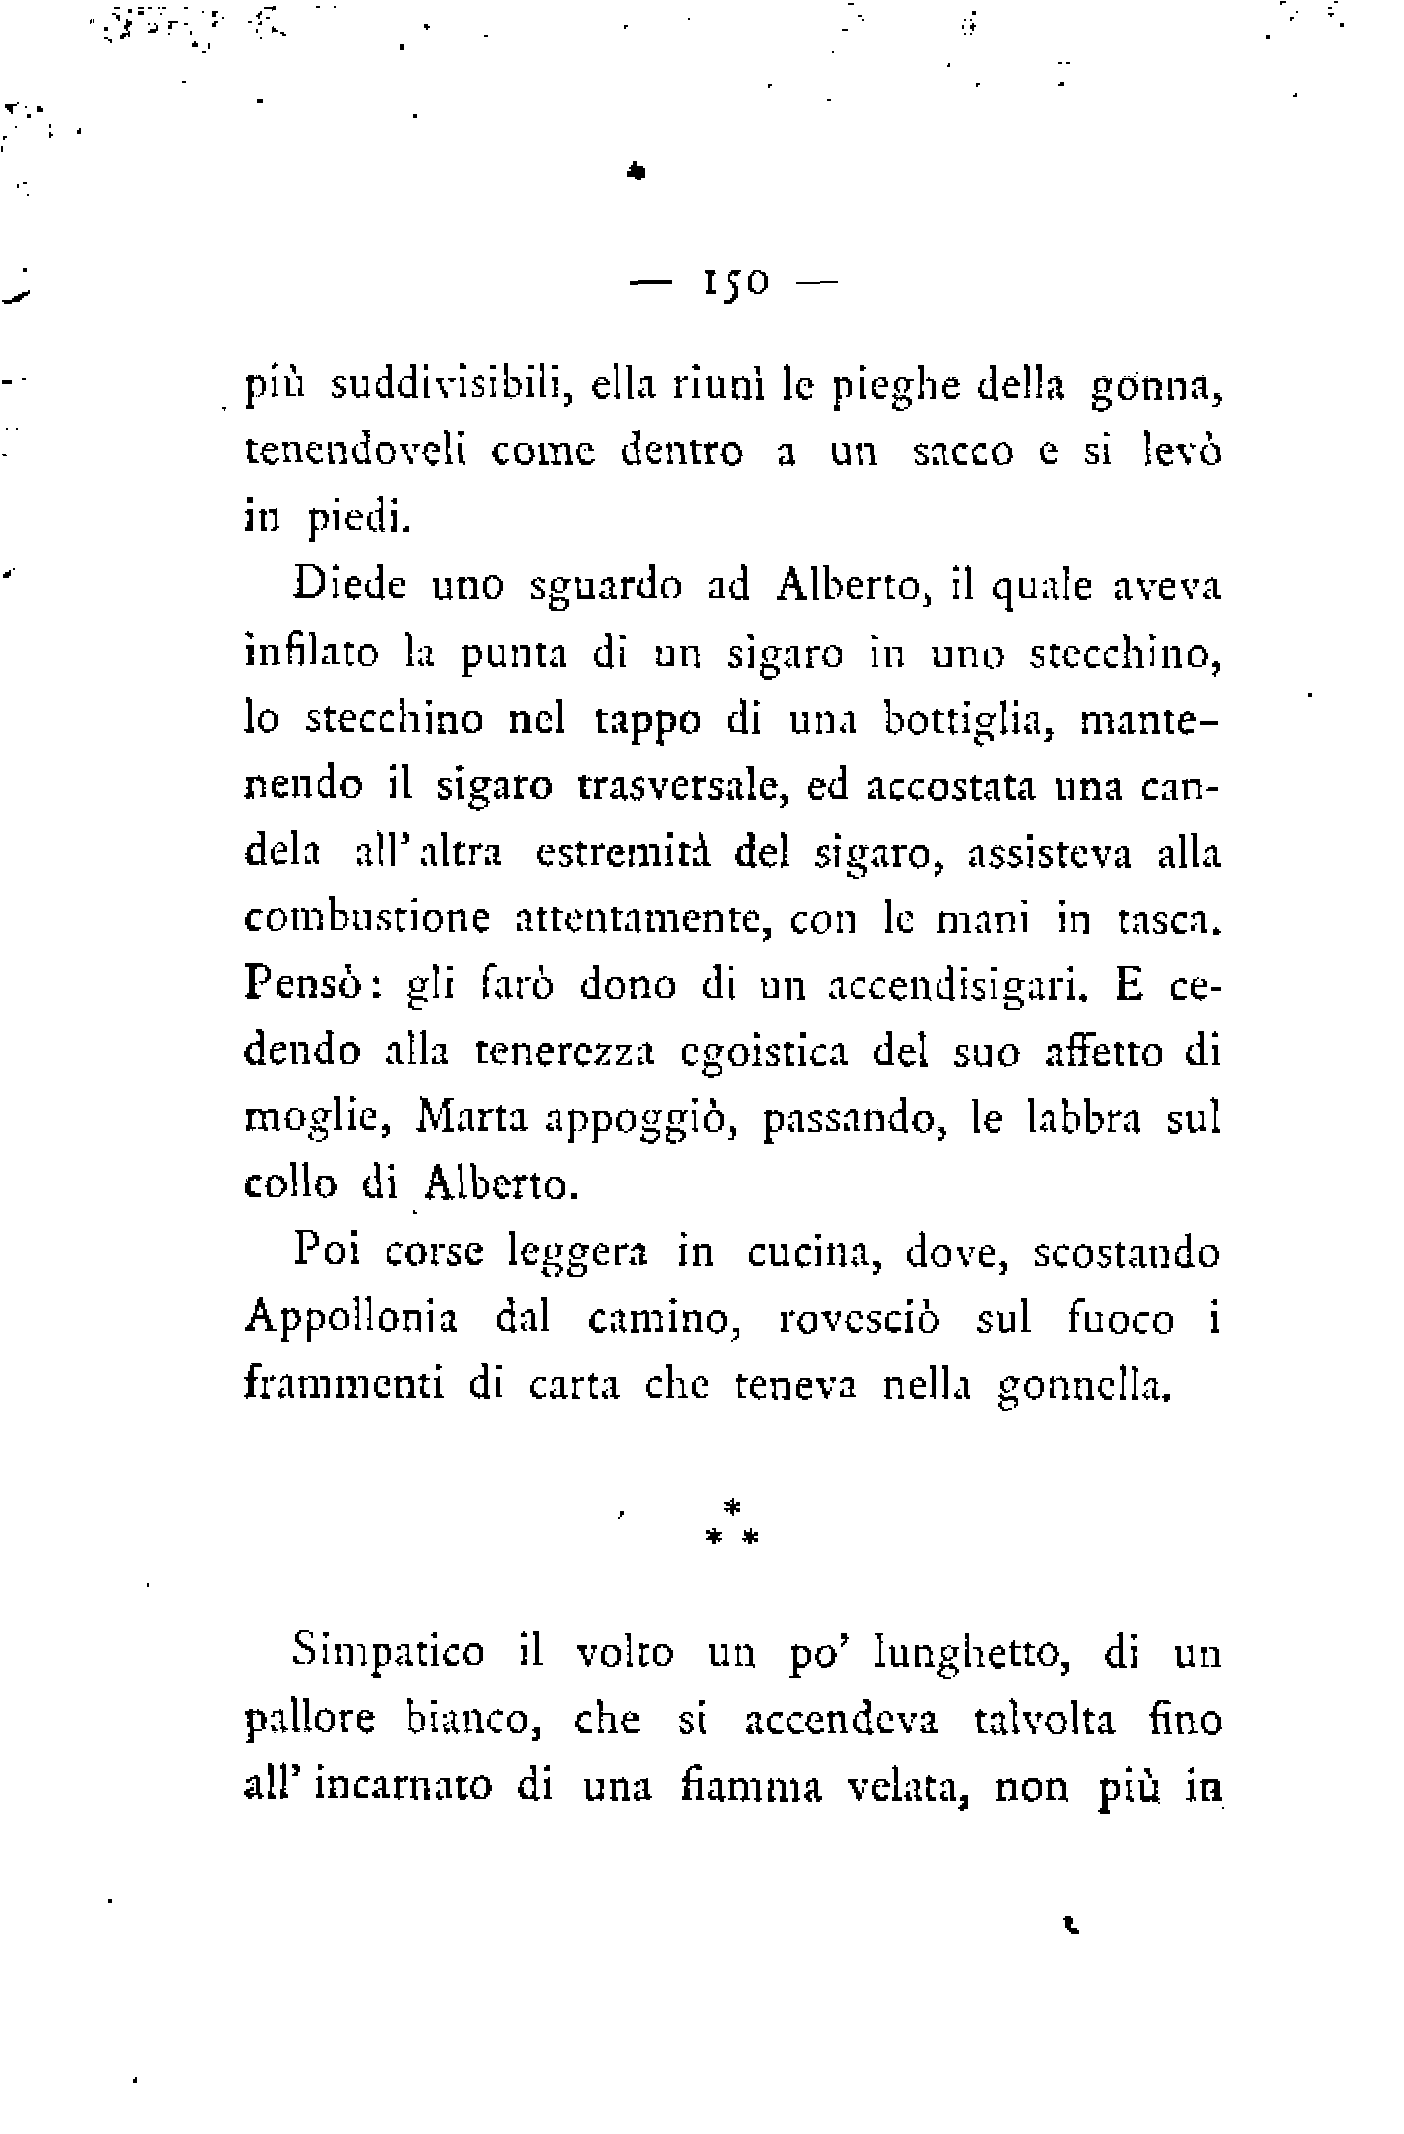 — 150 —
più suddivisibili, ella riunì le pieghe della gonna,
tenendoveli come dentro a un sacco e si levò
in piedi.
Diede uno sguardo ad Alberto, il quale aveva
infilato la punta di un sigaro in uno stecchino,
lo stecchino nel tappo di una bottiglia, mante-
nendo il sigaro trasversale, ed accostata una can-
dela all'altra estremità del sigaro, assisteva alla
combustione attentamente, con le mani in tasca.
Pensò: gli farò dono di un accendisigari. E ce-
dendo alla tenerezza egoistica del suo affetto di
moglie, Marta appoggiò, passando, le labbra sul
collo di Alberto.
Poi corse leggera in cucina, dove, scostando
Appollonia dal camino, rovesciò sul fuoco i
frammenti di carta che teneva nella gonnella.
*
* *
Simpatico il volto un po' lunghetto, di un
pallore bianco, che si accendeva talvolta fino
all' incarnato di una fiamma velata, non più in